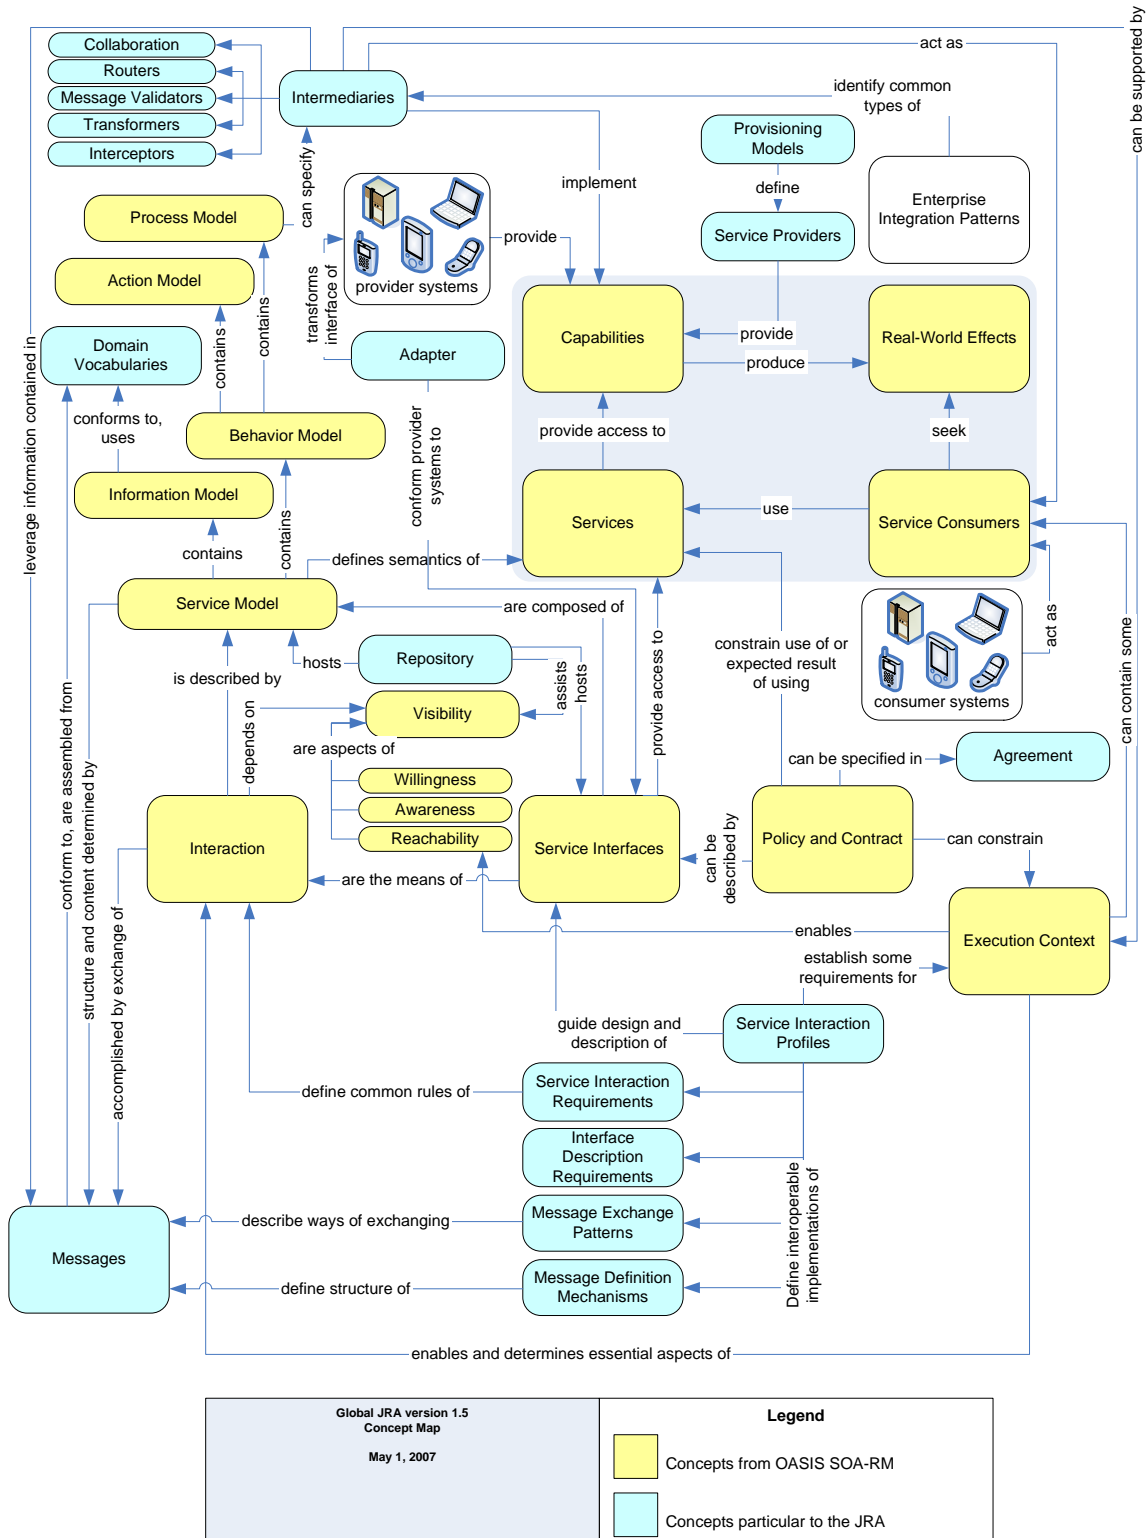 Collaboration
Routers
Message Validators
Transformers
Interceptors
Intermediaries
act as
can be supported by
identify common
types of
Provisioning
Models
define
Service Providers
Enterprise
Integration Patterns
implement
can specify
Process Model
Action Model
provider systems
provide
transforms
interface of
Domain
Vocabularies
contains
contains
Adapter
Capabilities
provide
produce
Real-World Effects
leverage information contained in
conforms to,
uses
Behavior Model
conform provider
systems to
provide access to
seek
Information Model
Services
use
Service Consumers
contains
contains
defines semantics of
Service Model
are composed of
hosts
Repository
assists
hosts
provide access to
constrain use of or
expected result
of using
consumer systems
act as
can contain some
is described by
depends on
Visibility
are aspects of
Willingness
Awareness
Reachability
can be specified in
Agreement
conform to, are assembled from
structure and content determined by
Interaction
are the means of
Service Interfaces
can be
described by
Policy and Contract
can constrain
accomplished by exchange of
enables
Execution Context
establish some
requirements for
guide design and
description of
Service Interaction
Profiles
define common rules of
Service Interaction
Requirements
Interface
Description
Requirements
Define interoperable
implementations of
Messages
describe ways of exchanging
Message Exchange
Patterns
define structure of
Message Definition
Mechanisms
enables and determines essential aspects of
Global JRA version 1.5
Concept Map
May 1, 2007
Legend
Concepts from OASIS SOA-RM
Concepts particular to the JRA